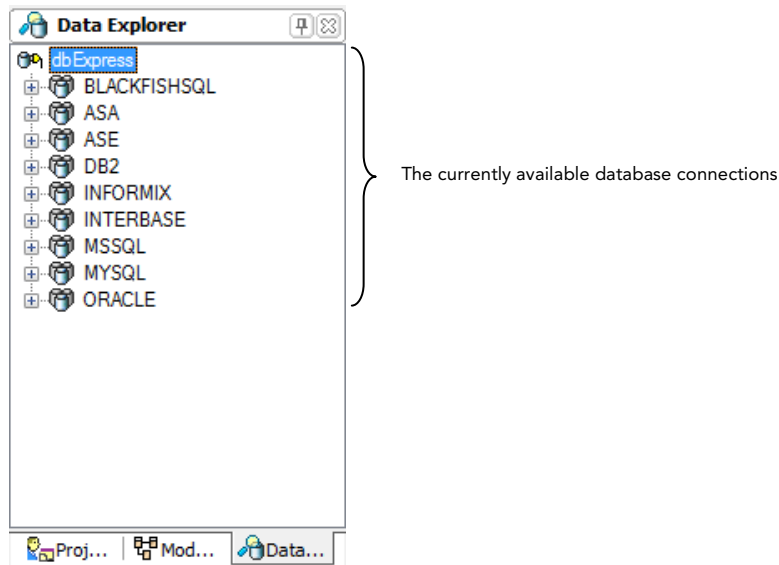 Data Explorer
dbExpress
BLACKFISHSQL
ASA
ASE
DB2
INFORMIX
INTERBASE
MSSQL
MYSQL
ORACLE
The currently available database connections
Proj... Mod... Data...